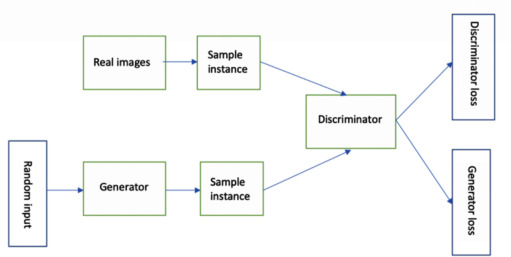 Real images
Sample
instance
Discriminator loss
Discriminator
Random input
Generator
Sample
instance
Generator loss